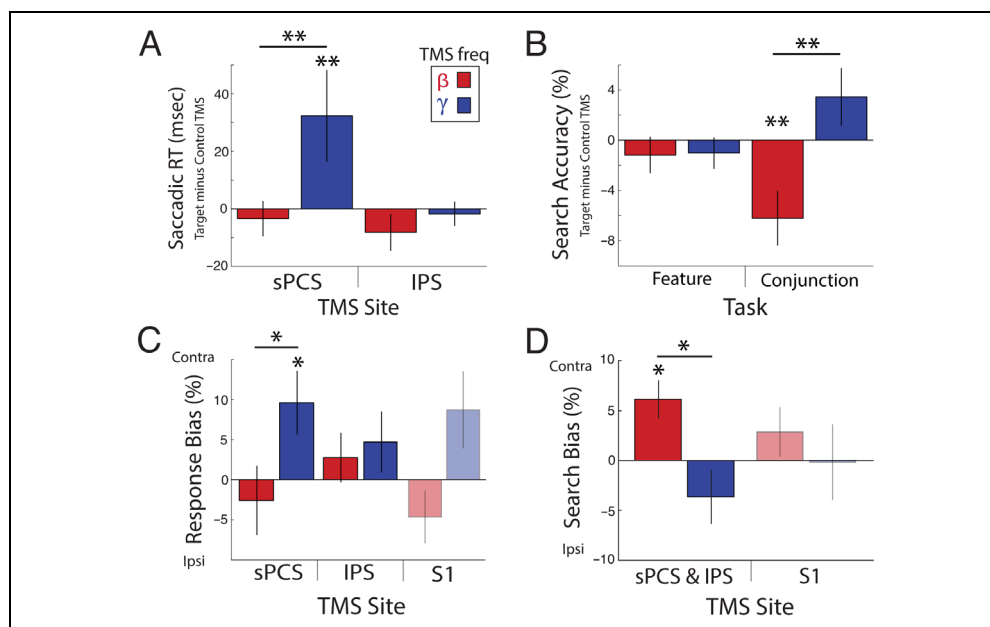 A
**
**
TMS freq
β
γ
Saccadic RT (msec)
Target minus Control TMS
40
20
0
−20
sPCS
IPS
TMS Site
B
**
**
Search Accuracy (%)
Target minus Control TMS
4
0
−4
−8
Feature
Conjunction
Task
C
Contra
*
*
Response Bias (%)
10
5
0
−5
Ipsi
sPCS
IPS
S1
TMS Site
D
Contra
*
*
Search Bias (%)
10
5
0
−5
−10
Ipsi
sPCS & IPS
S1
TMS Site